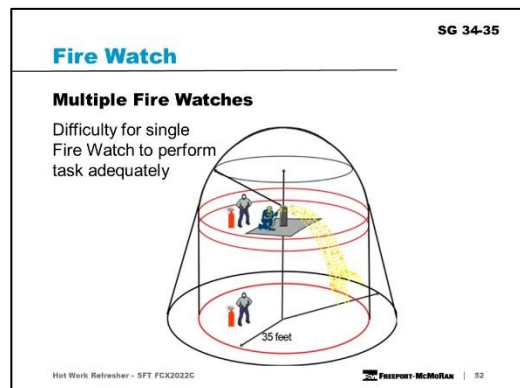 SG 34-35
Fire Watch
Multiple Fire Watches
Difficulty for single
Fire Watch to perform
task adequately
35 feet
Hot Work Refresher – SFT FCX2022C
FREEPORT-McMoRAN | 52